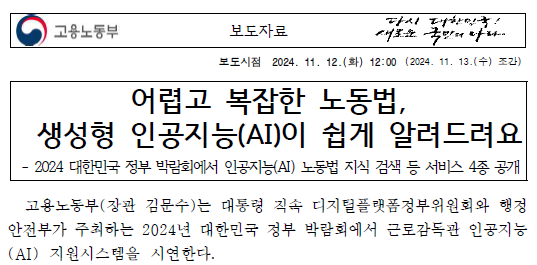 고용노동부
보도자료
다시 대한민국!
새로운 국민의 나라
보도시점 2024. 11. 12.(화) 12:00 (2024. 11. 13.(수) 조간)
어렵고 복잡한 노동법,
생성형 인공지능(AI)이 쉽게 알려드려요
- 2024 대한민국 정부 박람회에서 인공지능(AI) 노동법 지식 검색 등 서비스 4종 공개
고용노동부(장관 김문수)는 대통령 직속 디지털플랫폼정부위원회와 행정
안전부가 주최하는 2024년 대한민국 정부 박람회에서 근로감독관 인공지능
(AI) 지원시스템을 시연한다.